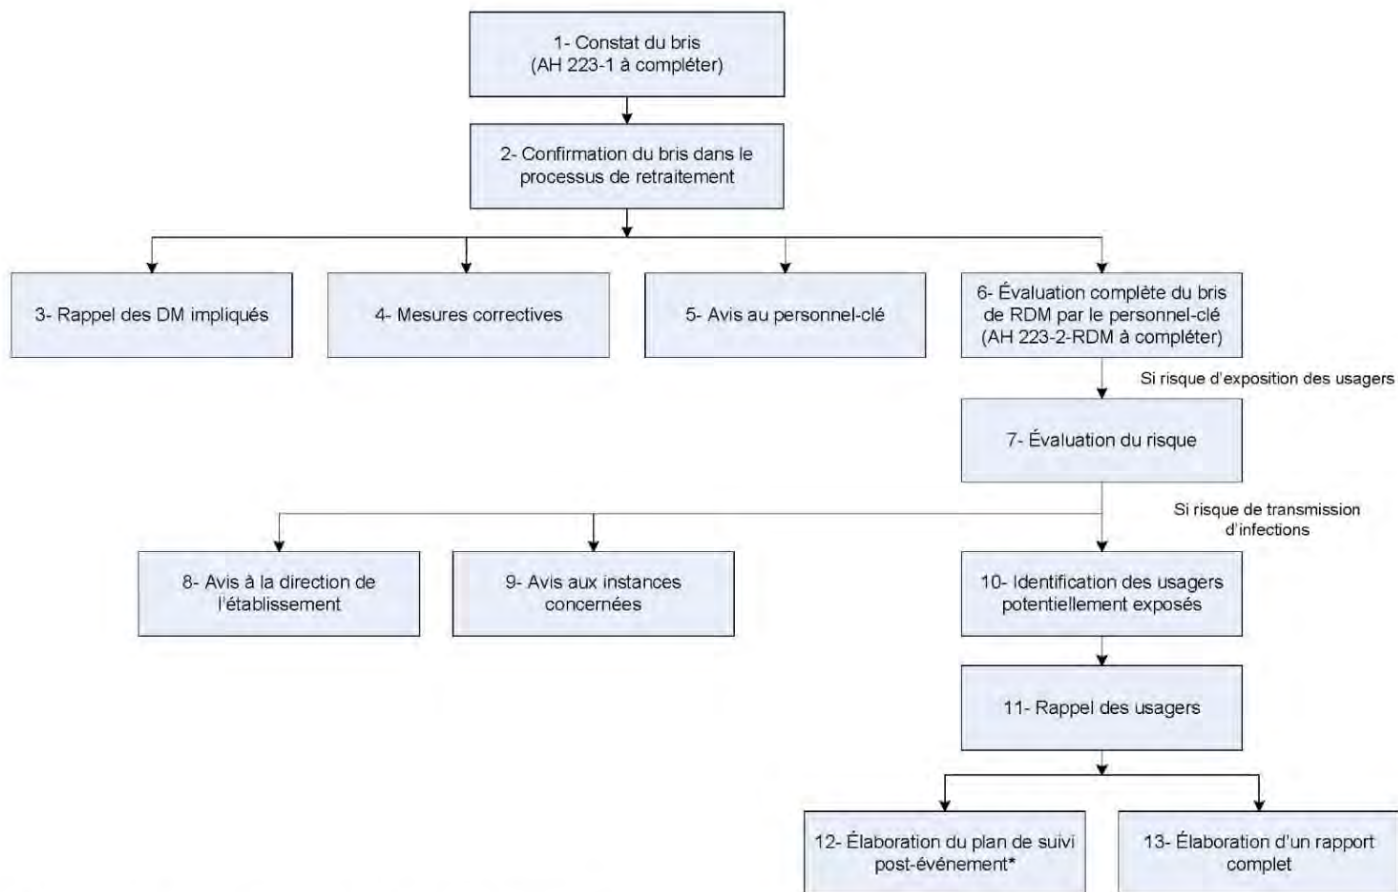 1- Constat du bris
(AH 223-1 à compléter)
2- Confirmation du bris dans le
processus de retraitement
3- Rappel des DM impliqués
4- Mesures correctives
5- Avis au personnel-clé
6- Évaluation complète du bris
de RDM par le personnel-clé
(AH 223-2-RDM à compléter)
Si risque d'exposition des usagers
7- Évaluation du risque
Si risque de transmission
d'infections
8- Avis à la direction de
l'établissement
9- Avis aux instances
concernées
10- Identification des usagers
potentiellement exposés
11- Rappel des usagers
12- Élaboration du plan de suivi
post-événement*
13- Élaboration d'un rapport
complet